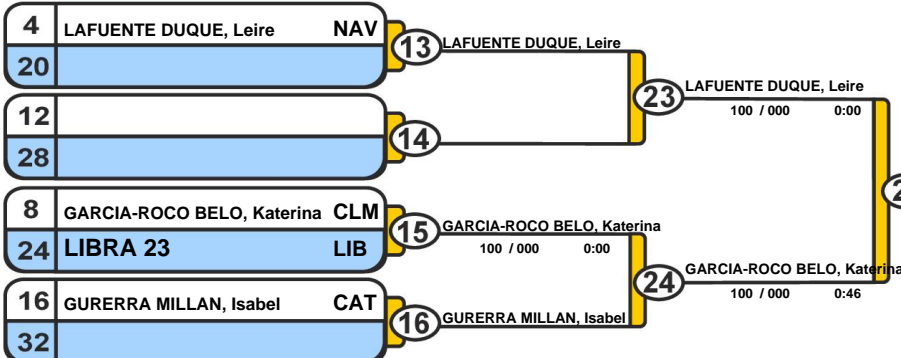 4 LAFUENTE DUQUE, Leire NAV
20
13 LAFUENTE DUQUE, Leire
12
28
14
23 LAFUENTE DUQUE, Leire
100 / 000 0:00
8 GARCIA-ROCO BELO, Katerina CLM
24 LIBRA 23 LIB
15 GARCIA-ROCO BELO, Katerina
100 / 000 0:00
16 GURERRA MILLAN, Isabel CAT
32
16 GURERRA MILLAN, Isabel
24 GARCIA-ROCO BELO, Katerina
100 / 000 0:46